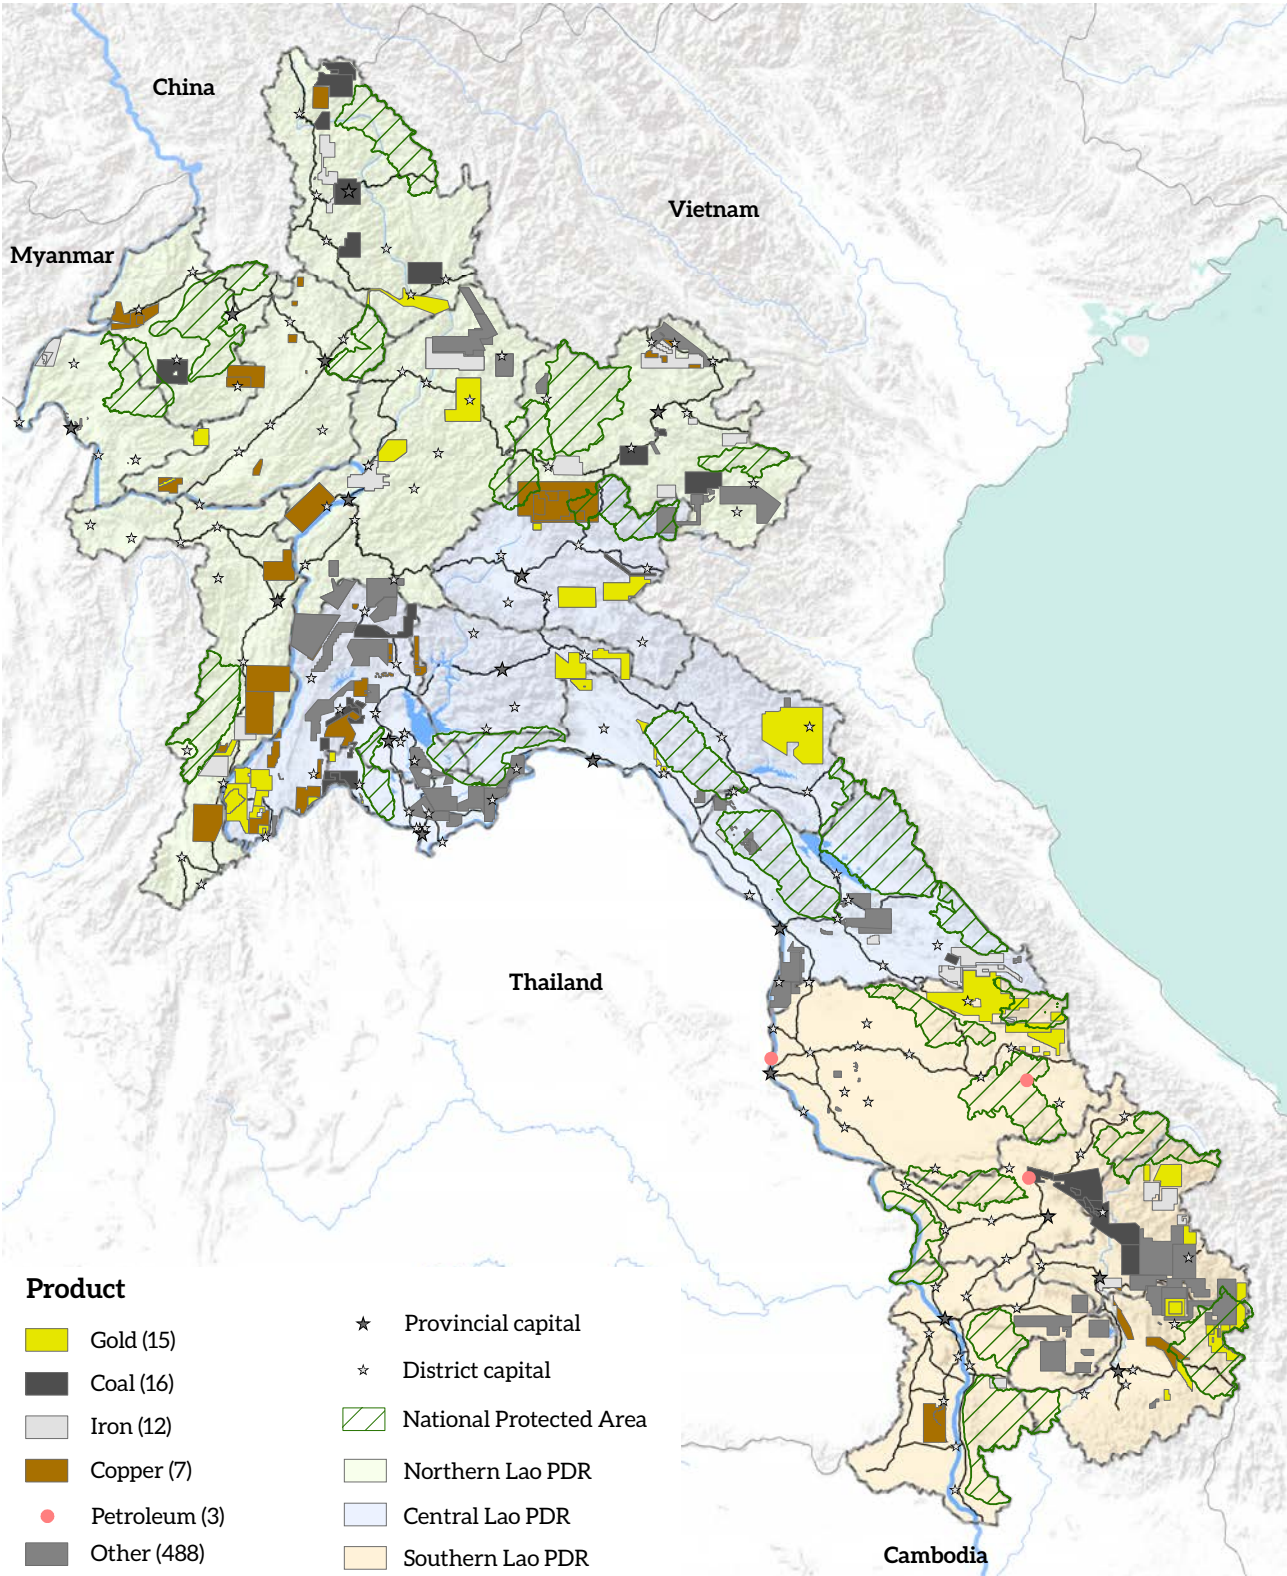 China
Vietnam
Myanmar
Thailand
Cambodia
Product
Gold (15)
Coal (16)
Iron (12)
Copper (7)
Petroleum (3)
Other (488)
Provincial capital
District capital
National Protected Area
Northern Lao PDR
Central Lao PDR
Southern Lao PDR